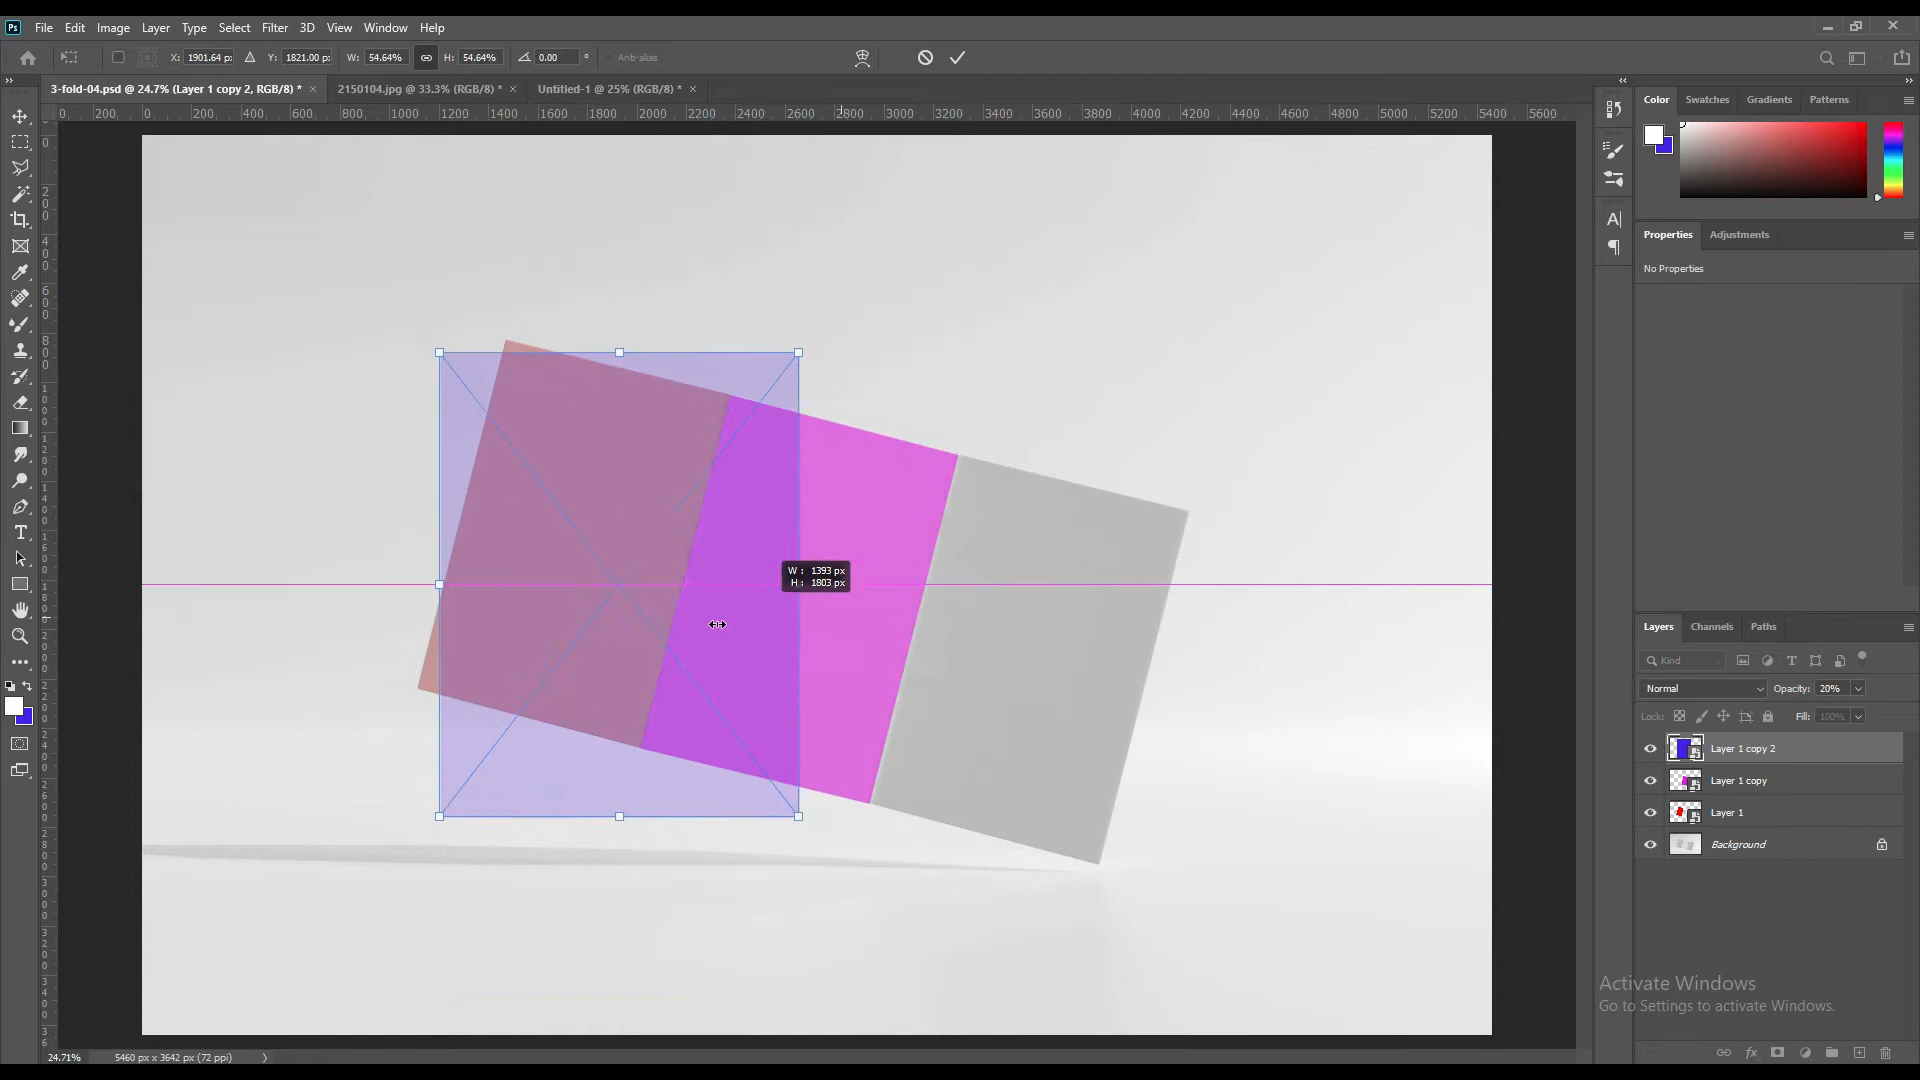 Ps File Edit Image Layer Type Select Filter 3D View Window Help
X: 1901.64 px Y: 1821.00 px W: 54.64% H: 54.64% 0.00 ° Anti-alias
3-fold-04.psd @ 24.7% (Layer 1 copy 2, RGB/8) * × 2150104.jpg @ 33.3% (RGB/8) * × Untitled-1 @ 25% (RGB/8) * ×
Color Swatches Gradients Patterns
0 200 400 600 800 1000 1200 1400 1600 1800 2000 2200 2400 2600 2800 3000 3200 3400 3600 3800 4000 4200 4400 4600 4800 5000 5200 5400 5600
Properties Adjustments
No Properties
W : 1393 px
H : 1803 px
Layers Channels Paths
Kind
Normal Opacity: 20%
Lock: Fill: 100%
Layer 1 copy 2
Layer 1 copy
Layer 1
Background
Activate Windows
Go to Settings to activate Windows.
24.71% 5460 px x 3642 px (72 ppi)